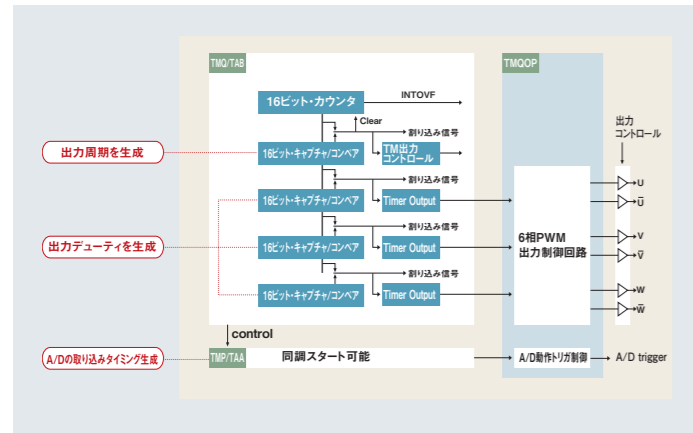 TMQ/TAB
TMQOP
16ビット・カウンタ
INTOVF
Clear
出力
コントロール
割り込み信号
出力周期を生成
16ビット・キャプチャ/コンペア
TM出力
コントロール
割り込み信号
16ビット・キャプチャ/コンペア
Timer Output
U
U̅
割り込み信号
出力デューティを生成
16ビット・キャプチャ/コンペア
Timer Output
6相PWM
出力制御回路
V
V̅
割り込み信号
16ビット・キャプチャ/コンペア
Timer Output
W
W̅
control
A/Dの取り込みタイミング生成
TMP/TAA
同調スタート可能
A/D動作トリガ制御
A/D trigger